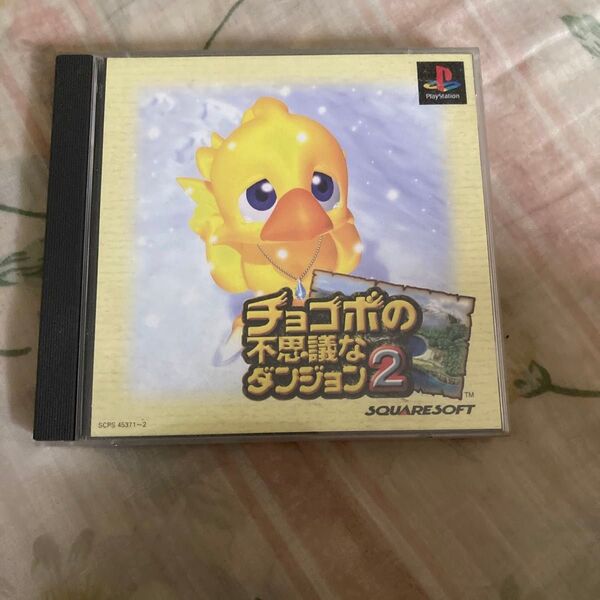 PlayStation
チョコボの
不思議な
ダンジョン2
TM
SQUARESOFT
SCPS 45371~2